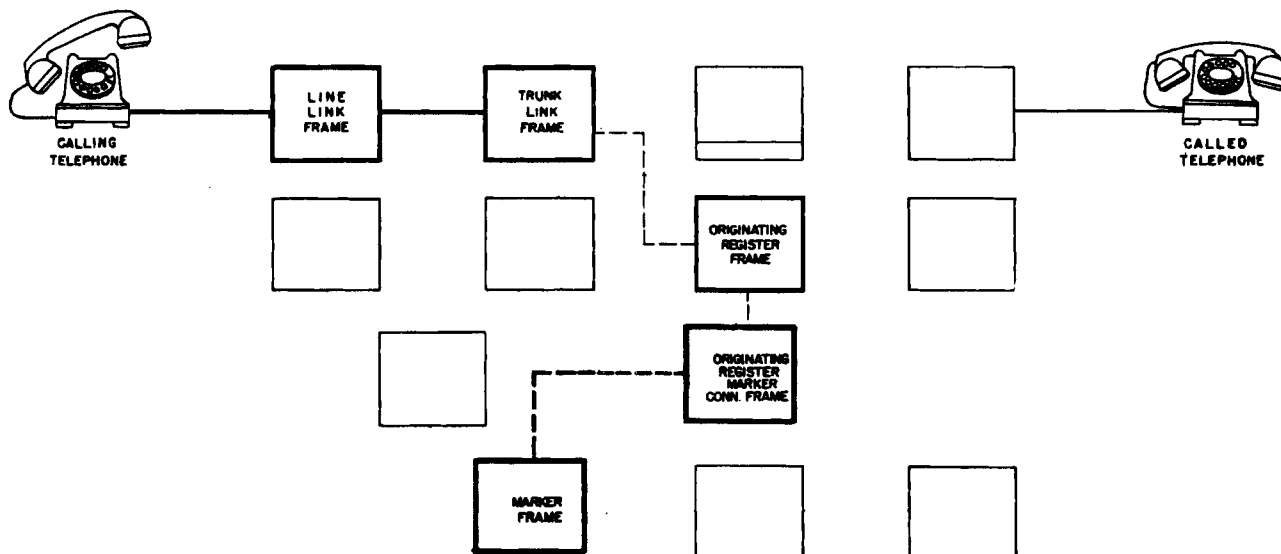 LINE
LINK
FRAME
TRUNK
LINK
FRAME
CALLING
TELEPHONE
CALLED
TELEPHONE
ORIGINATING
REGISTER
FRAME
ORIGINATING
REGISTER
MARKER
CONN. FRAME
MARKER
FRAME